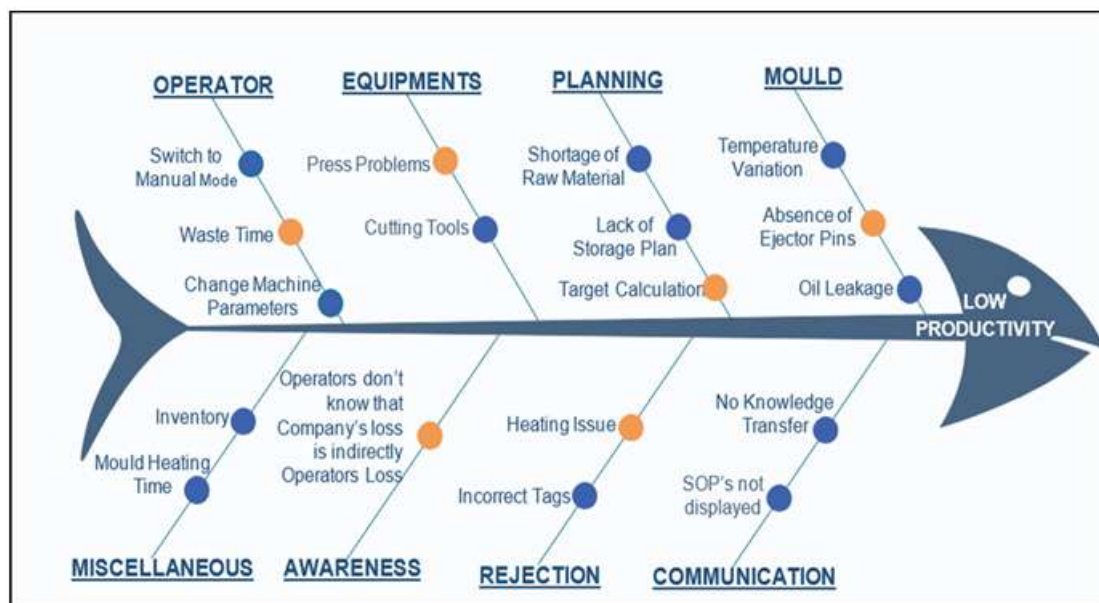 OPERATOR
EQUIPMENTS
PLANNING
MOULD
Switch to
Manual Mode
Waste Time
Change Machine
Parameters
Press Problems
Cutting Tools
Shortage of
Raw Material
Lack of
Storage Plan
Target Calculation
Temperature
Variation
Absence of
Ejector Pins
Oil Leakage
LOW
PRODUCTIVITY
Inventory
Mould Heating
Time
Operators don't
know that
Company's loss
is indirectly
Operators Loss
Heating Issue
Incorrect Tags
No Knowledge
Transfer
SOP's not
displayed
MISCELLANEOUS
AWARENESS
REJECTION
COMMUNICATION